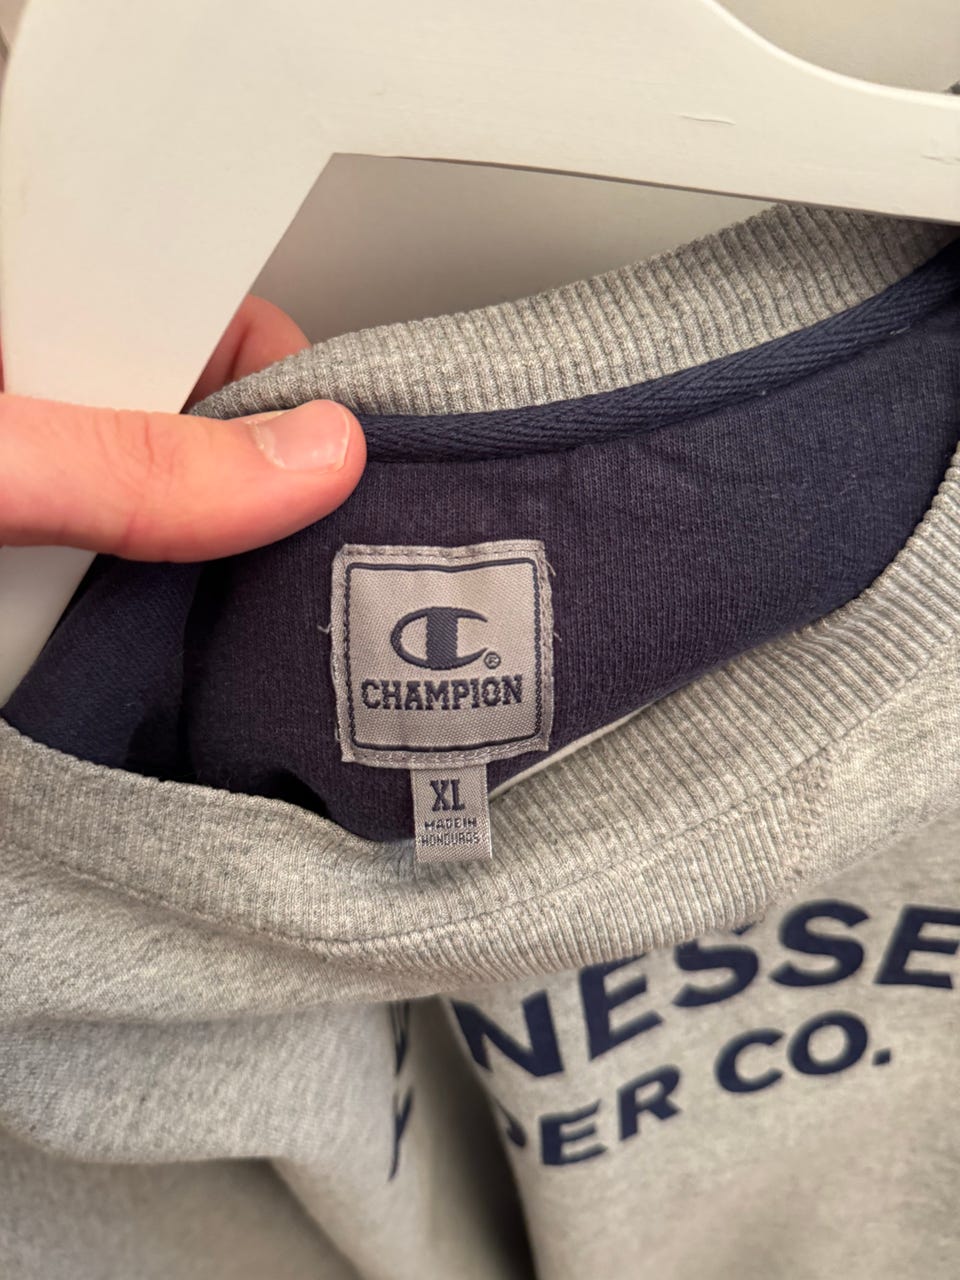 ®
CHAMPION
XL
MADE IN
HONDURAS
NESSE
PER CO.